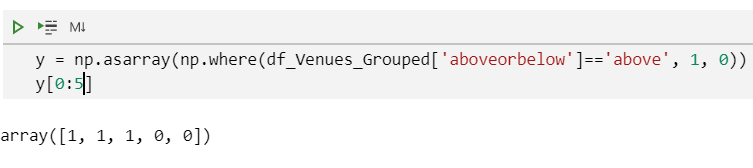 M↓
y = np.asarray(np.where(df_Venues_Grouped['aboveorbelow']=='above', 1, 0))
y[0:5]
array([1, 1, 1, 0, 0])